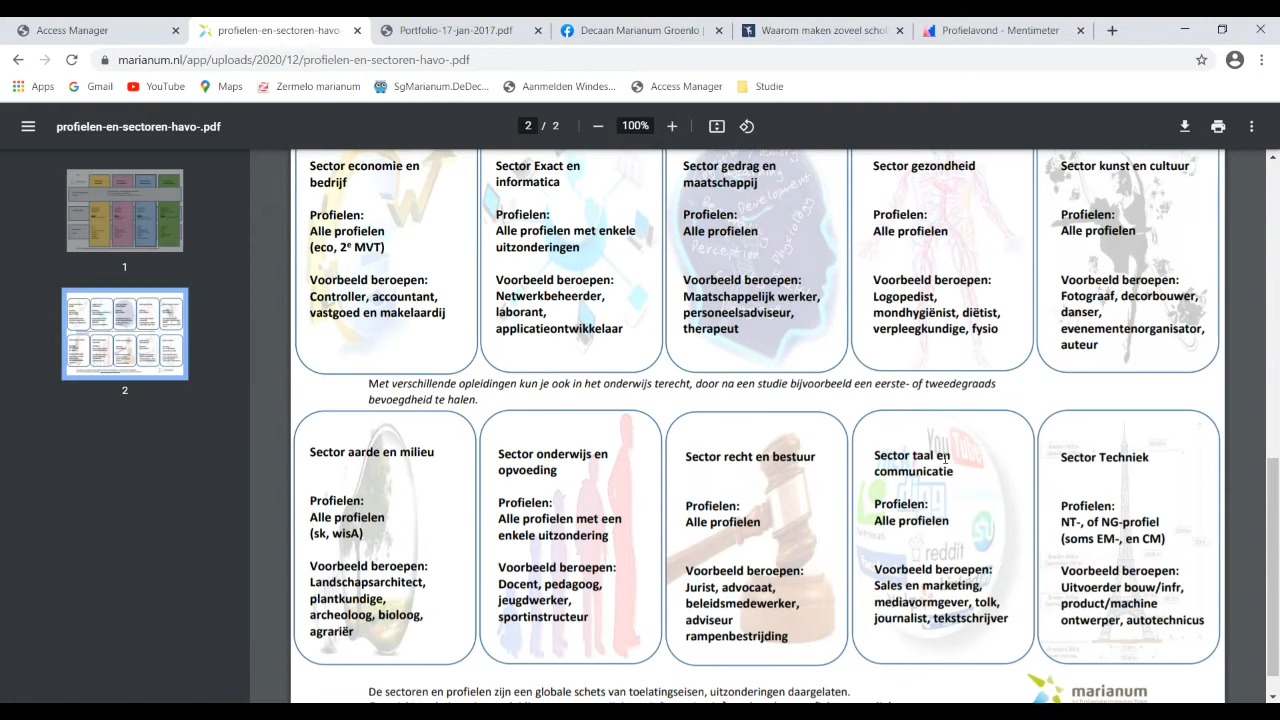 Access Manager
profielen-en-sectoren-havo-
Portfolio-17-jan-2017.pdf
Decaan Marianum Groenlo |
Waarom maken zoveel schol
Profielavond - Mentimeter
marianum.nl/app/uploads/2020/12/profielen-en-sectoren-havo-.pdf
Apps
Gmail
YouTube
Maps
Zermelo marianum
SgMarianum.DeDec...
Aanmelden Windes...
Access Manager
Studie
profielen-en-sectoren-havo-.pdf
2 / 2
100%
1
2
Sector economie en
bedrijf
Profielen:
Alle profielen
(eco, 2e MVT)
Voorbeeld beroepen:
Controller, accountant,
vastgoed en makelaardij
Sector Exact en
informatica
Profielen:
Alle profielen met enkele
uitzonderingen
Voorbeeld beroepen:
Netwerkbeheerder,
laborant,
applicatieontwikkelaar
Sector gedrag en
maatschappij
Profielen:
Alle profielen
Voorbeeld beroepen:
Maatschappelijk werker,
personeelsadviseur,
therapeut
Sector gezondheid
Profielen:
Alle profielen
Voorbeeld beroepen:
Logopedist,
mondhygiënist, diëtist,
verpleegkundige, fysio
Sector kunst en cultuur
Profielen:
Alle profielen
Voorbeeld beroepen:
Fotograaf, decorbouwer,
danser,
evenementenorganisator,
auteur
Met verschillende opleidingen kun je ook in het onderwijs terecht, door na een studie bijvoorbeeld een eerste- of tweedegraads
bevoegdheid te halen.
Sector aarde en milieu
Profielen:
Alle profielen
(sk, wisA)
Voorbeeld beroepen:
Landschapsarchitect,
plantkundige,
archeoloog, bioloog,
agrariër
Sector onderwijs en
opvoeding
Profielen:
Alle profielen met een
enkele uitzondering
Voorbeeld beroepen:
Docent, pedagoog,
jeugdwerker,
sportinstructeur
Sector recht en bestuur
Profielen:
Alle profielen
Voorbeeld beroepen:
Jurist, advocaat,
beleidsmedewerker,
adviseur
rampenbestrijding
Sector taal en
communicatie
Profielen:
Alle profielen
reddit
Voorbeeld beroepen:
Sales en marketing,
mediavormgever, tolk,
journalist, tekstschrijver
Sector Techniek
Profielen:
NT-, of NG-profiel
(soms EM-, en CM)
Voorbeeld beroepen:
Uitvoerder bouw/infr,
product/machine
ontwerper, autotechnicus
De sectoren en profielen zijn een globale schets van toelatingseisen, uitzonderingen daargelaten.
marianum